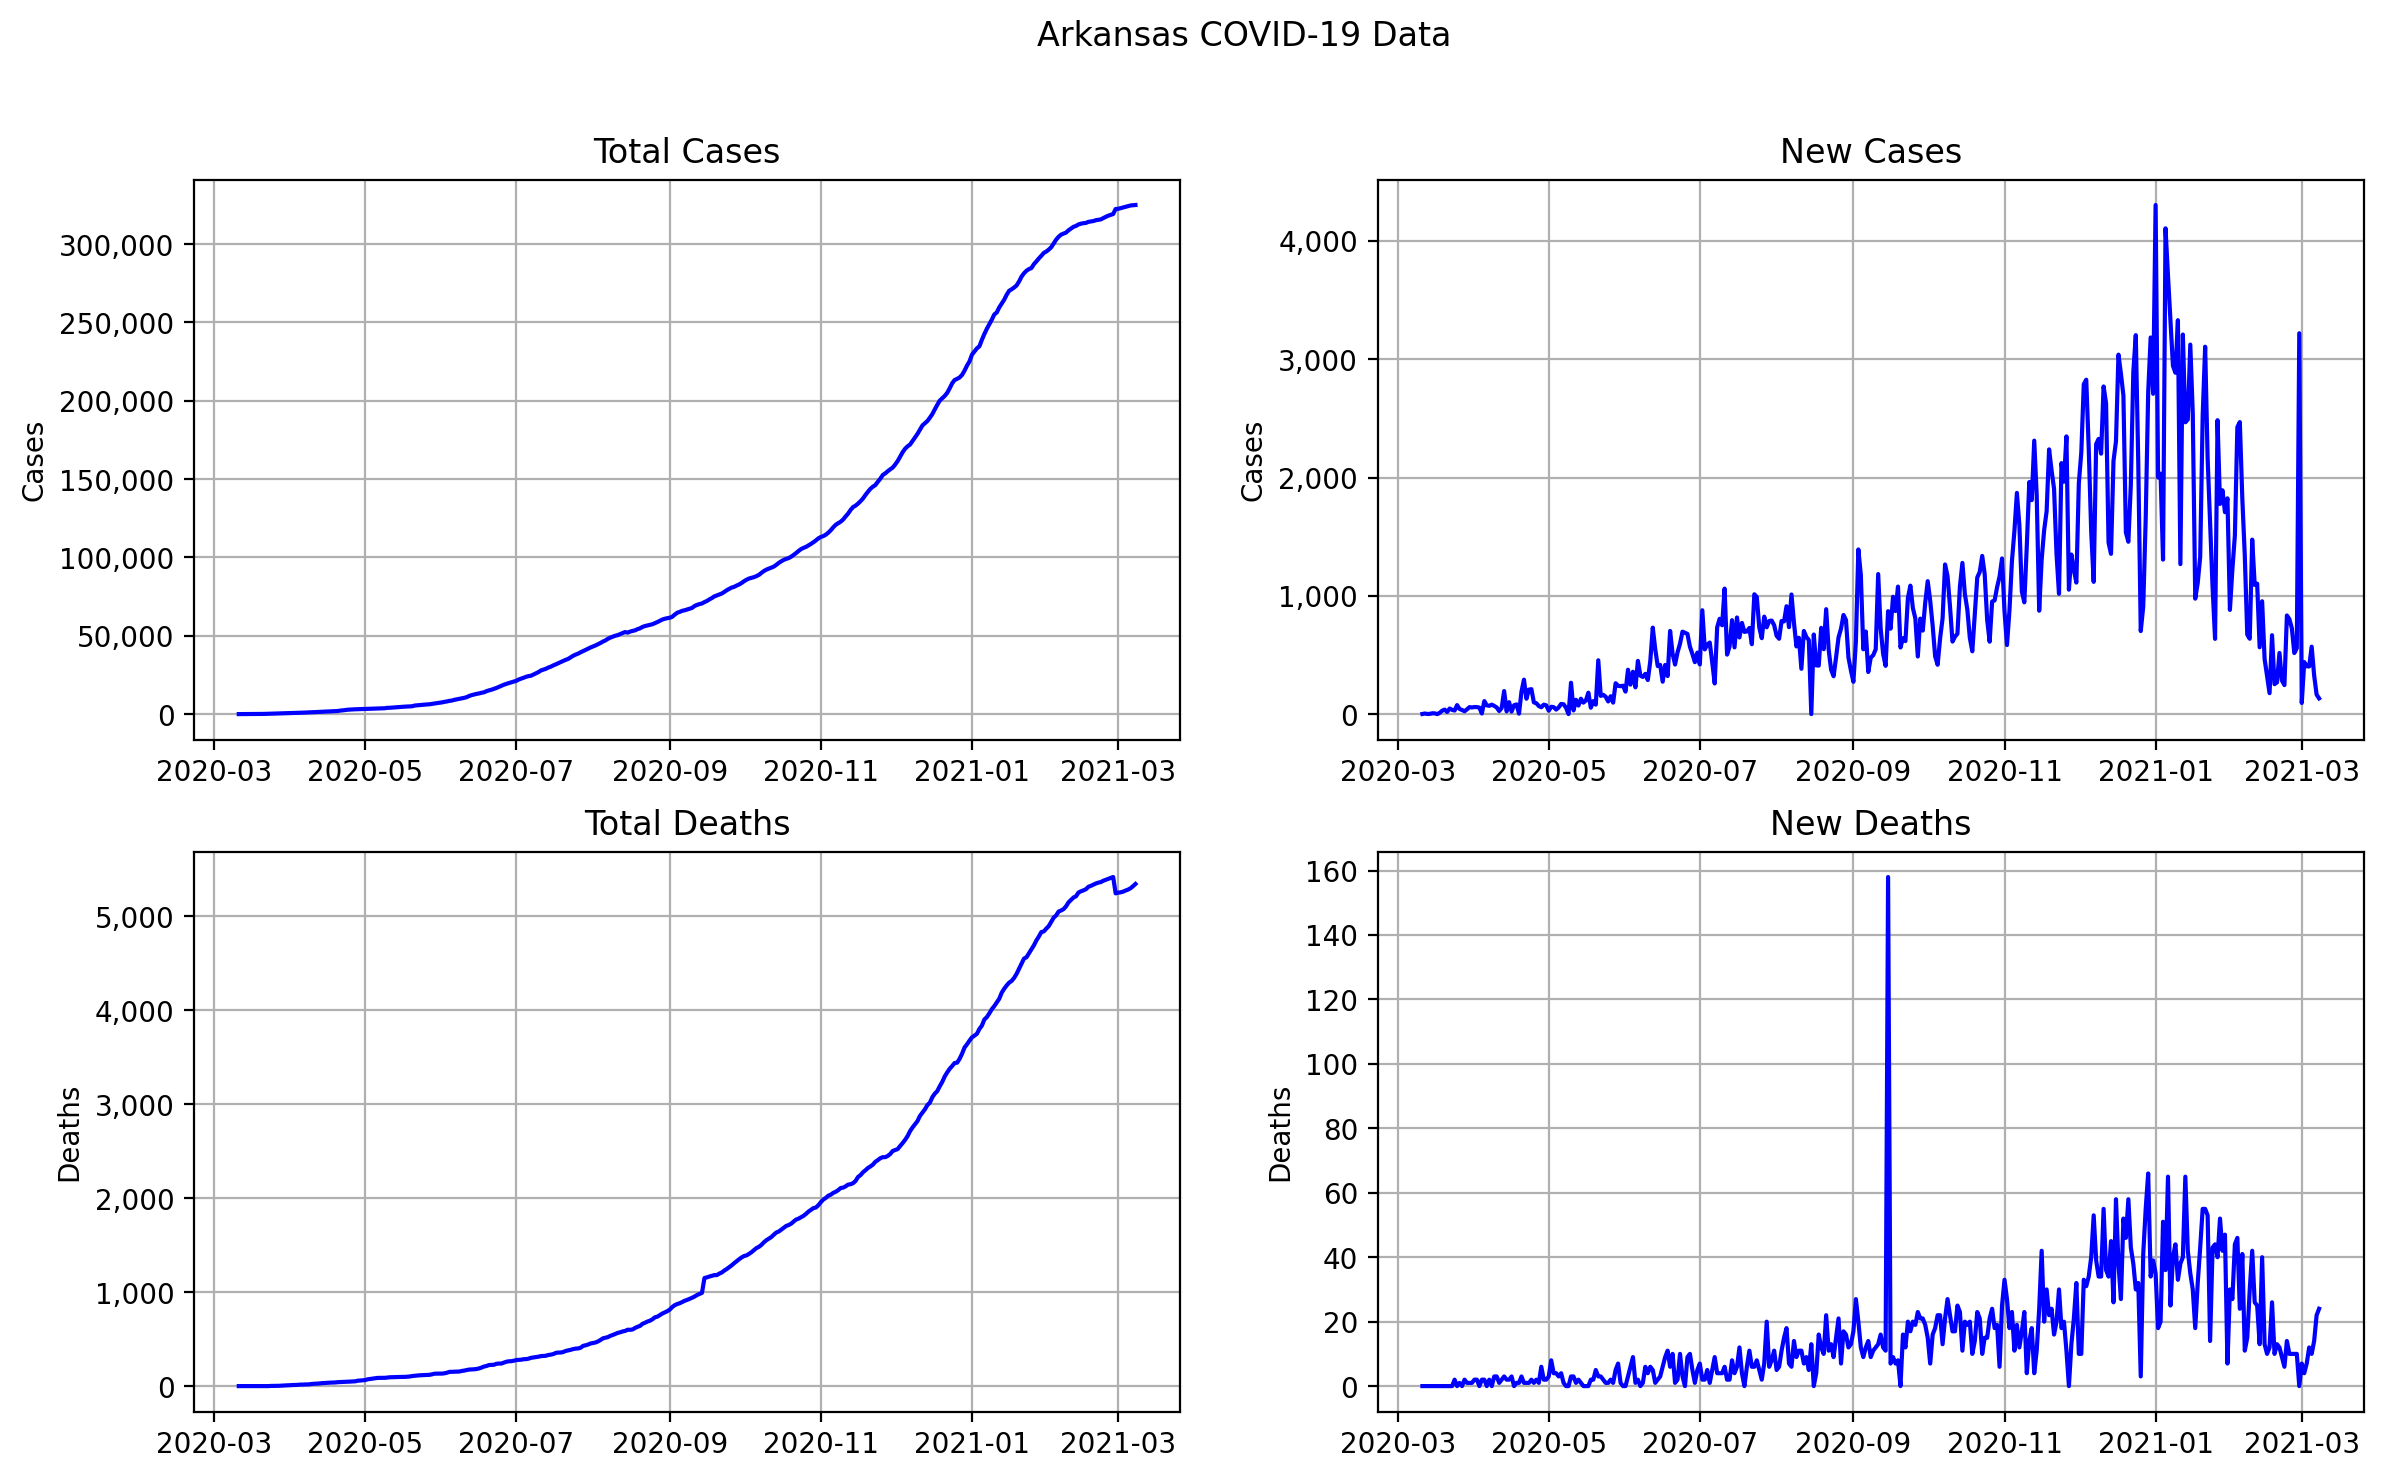 Arkansas COVID-19 Data
Total Cases
Cases
300,000
250,000
200,000
150,000
100,000
50,000
0
2020-03 2020-05 2020-07 2020-09 2020-11 2021-01 2021-03
New Cases
Cases
4,000
3,000
2,000
1,000
0
2020-03 2020-05 2020-07 2020-09 2020-11 2021-01 2021-03
Total Deaths
Deaths
5,000
4,000
3,000
2,000
1,000
0
2020-03 2020-05 2020-07 2020-09 2020-11 2021-01 2021-03
New Deaths
Deaths
160
140
120
100
80
60
40
20
0
2020-03 2020-05 2020-07 2020-09 2020-11 2021-01 2021-03